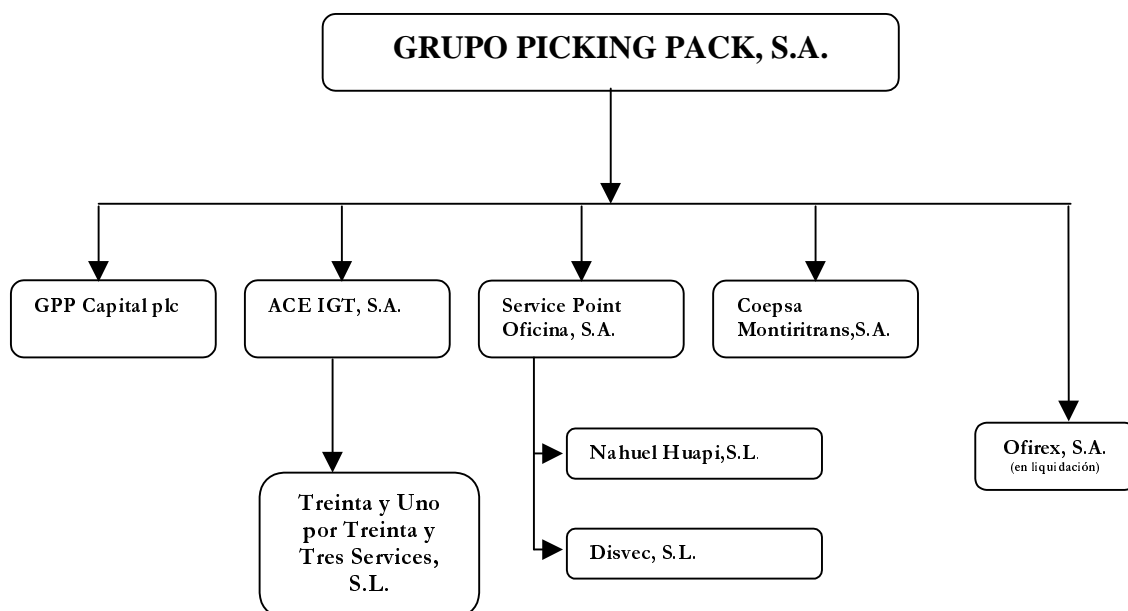 GRUPO PICKING PACK, S.A.
GPP Capital plc
ACE IGT, S.A.
Service Point
Oficina, S.A.
Coepsa
Montiritrans,S.A.
Nahuel Huapi,S.L.
Ofirex, S.A.
(en liquidación)
Treinta y Uno
por Treinta y
Tres Services,
S.L.
Disvec, S.L.